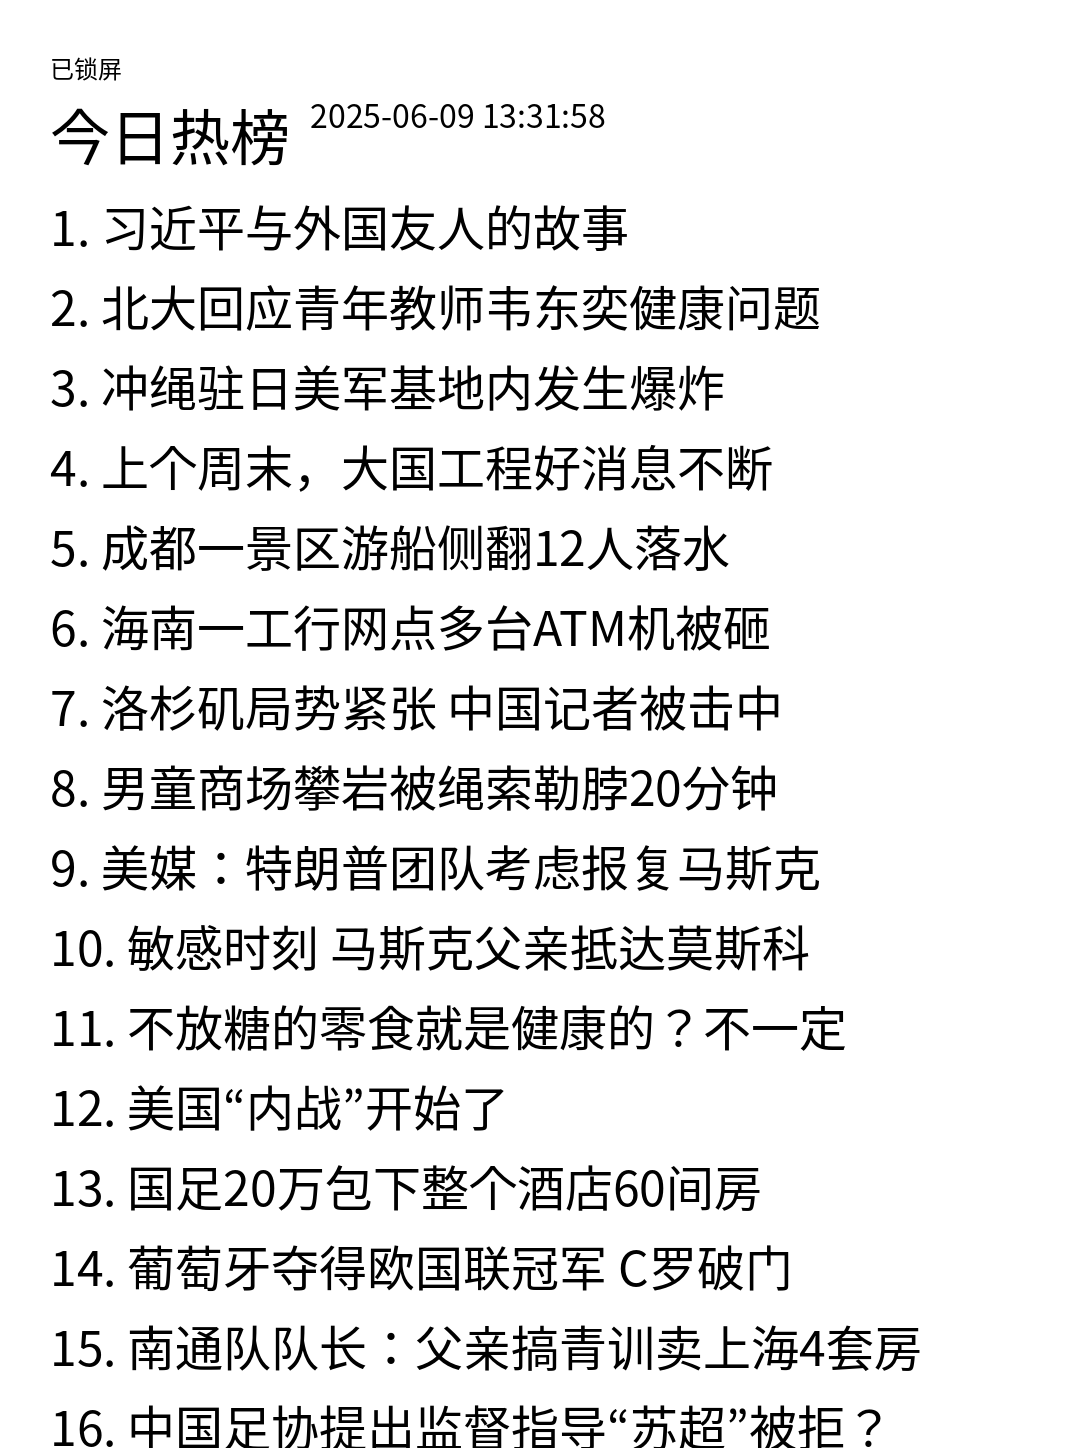 已锁屏
今日热榜 2025-06-09 13:31:58
1. 习近平与外国友人的故事
2. 北大回应青年教师韦东奕健康问题
3. 冲绳驻日美军基地内发生爆炸
4. 上个周末，大国工程好消息不断
5. 成都一景区游船侧翻12人落水
6. 海南一工行网点多台ATM机被砸
7. 洛杉矶局势紧张 中国记者被击中
8. 男童商场攀岩被绳索勒脖20分钟
9. 美媒：特朗普团队考虑报复马斯克
10. 敏感时刻 马斯克父亲抵达莫斯科
11. 不放糖的零食就是健康的？不一定
12. 美国“内战”开始了
13. 国足20万包下整个酒店60间房
14. 葡萄牙夺得欧国联冠军 C罗破门
15. 南通队队长：父亲搞青训卖上海4套房
16. 中国足协提出监督指导“苏超”被拒？